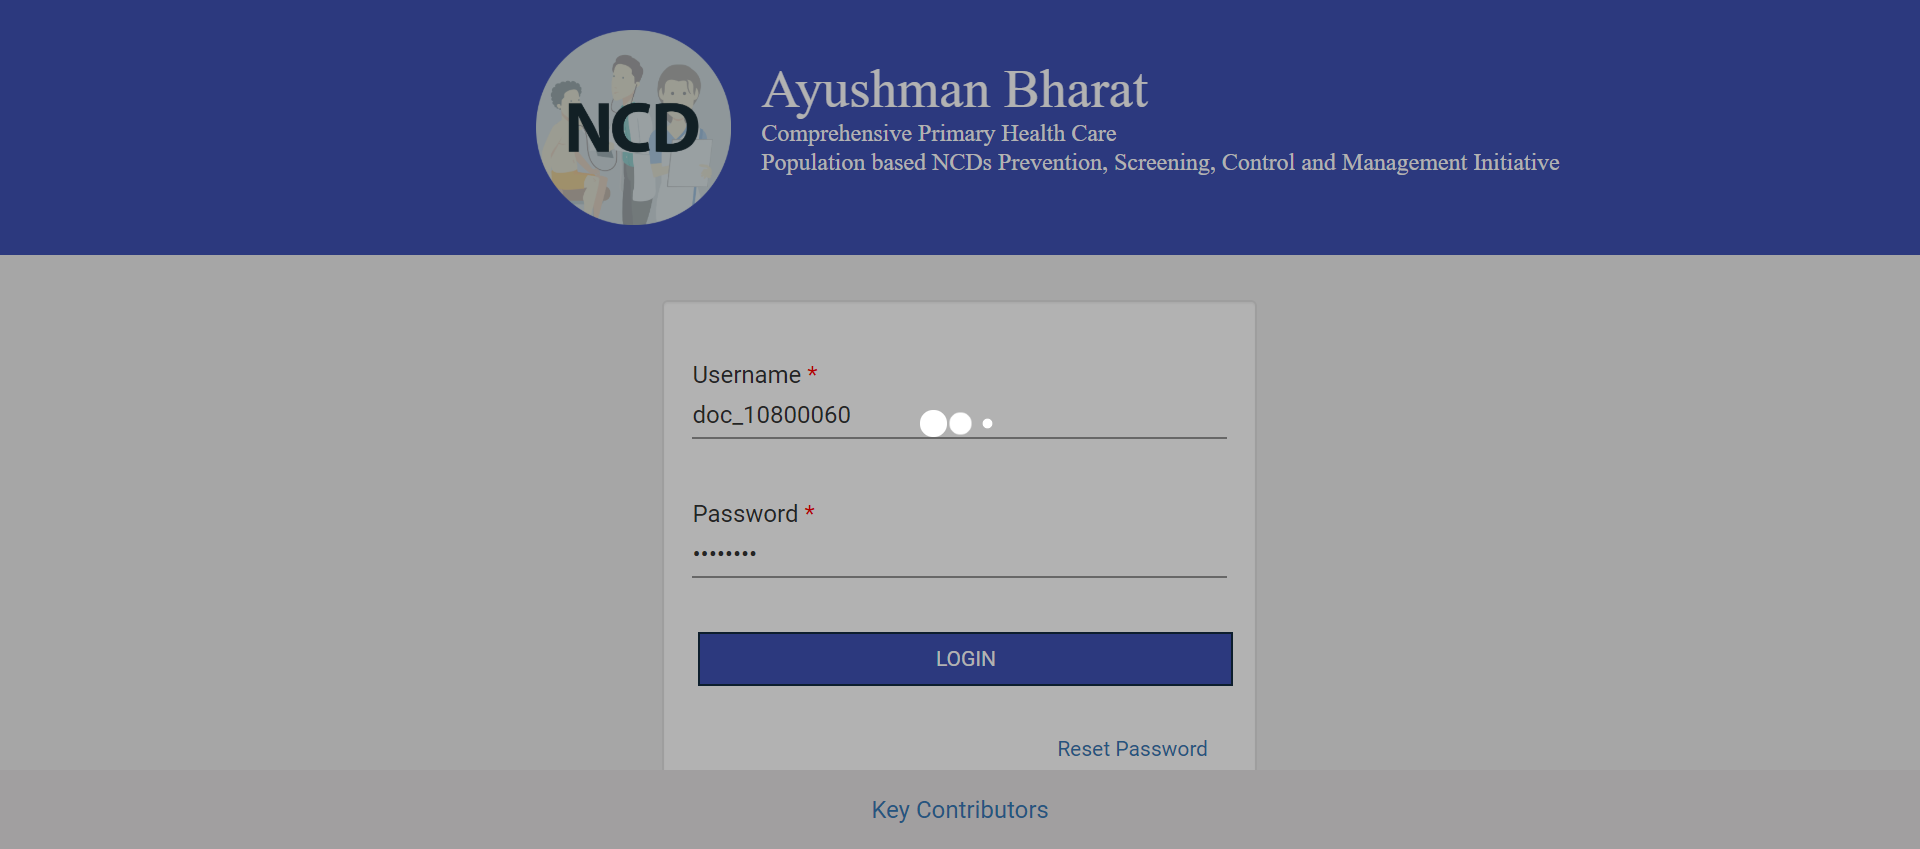 NCD
Ayushman Bharat
Comprehensive Primary Health Care
Population based NCDs Prevention, Screening, Control and Management Initiative
Username *
doc_10800060
Password *
••••••••
LOGIN
Reset Password
Key Contributors